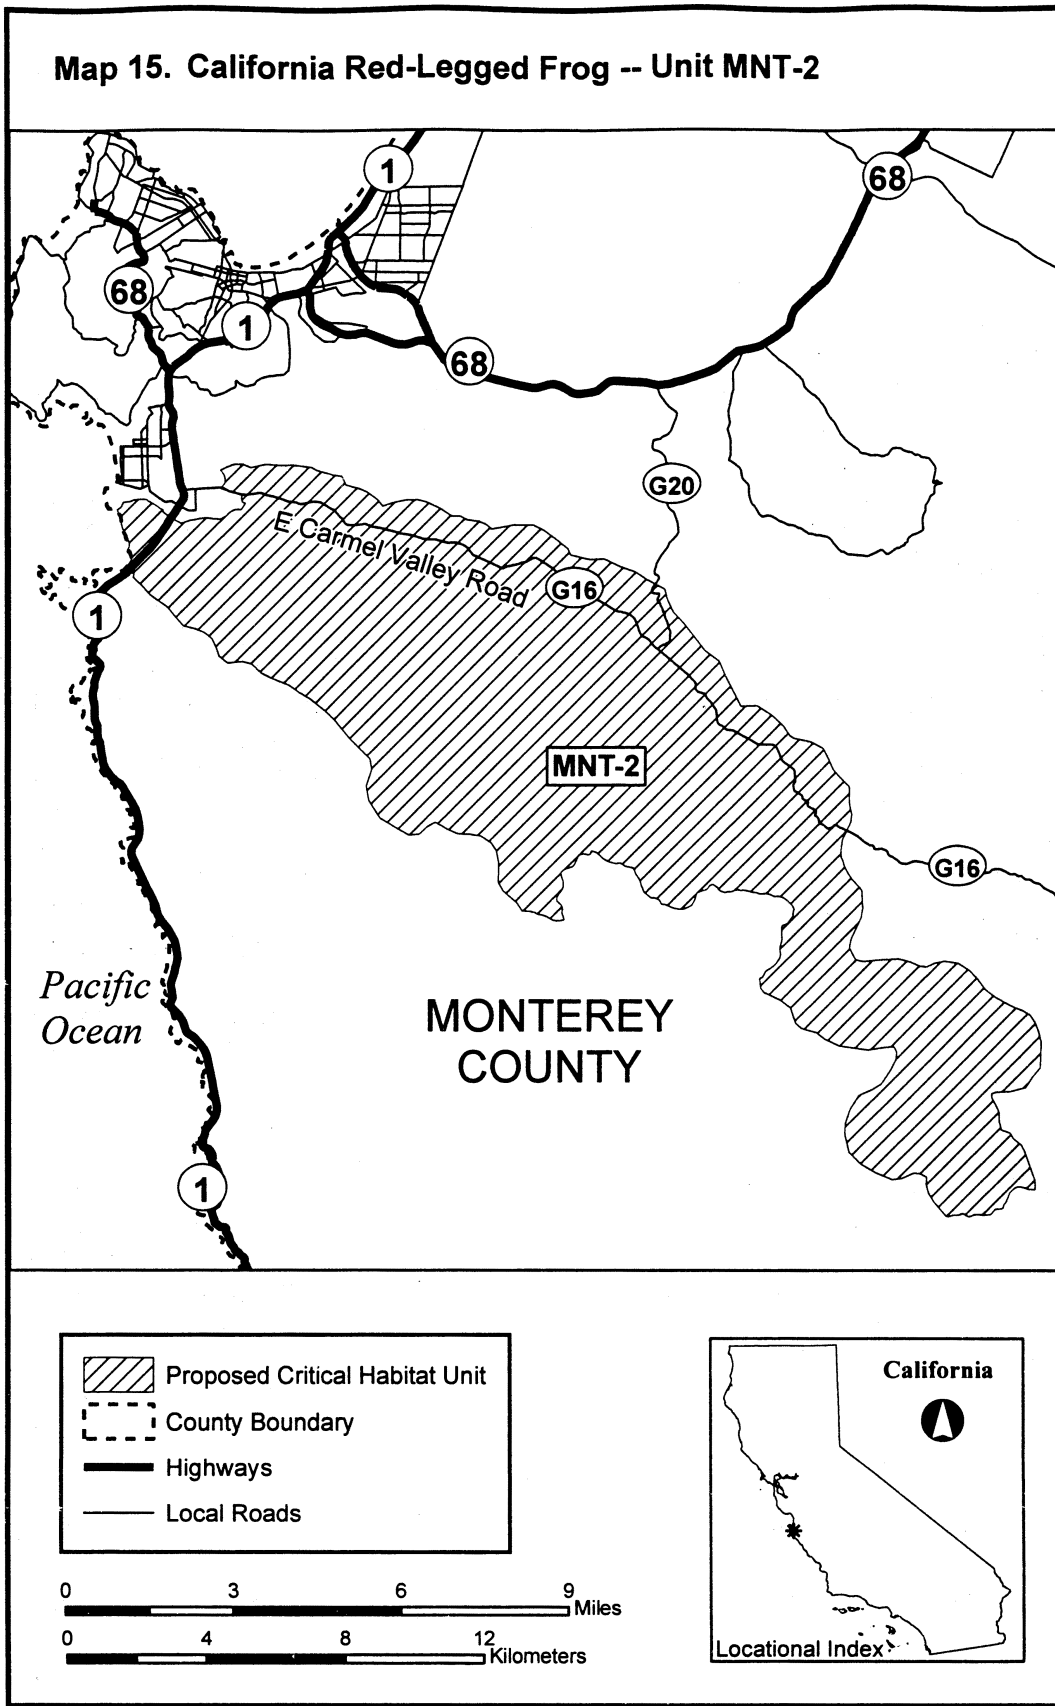 Map 15. California Red-Legged Frog -- Unit MNT-2
1
68
68
1
68
G20
E Carmel Valley Road
G16
1
MNT-2
G16
Pacific
Ocean
MONTEREY
COUNTY
1
Proposed Critical Habitat Unit
County Boundary
Highways
Local Roads
California
Locational Index
0 3 6 9
Miles
0 4 8 12
Kilometers